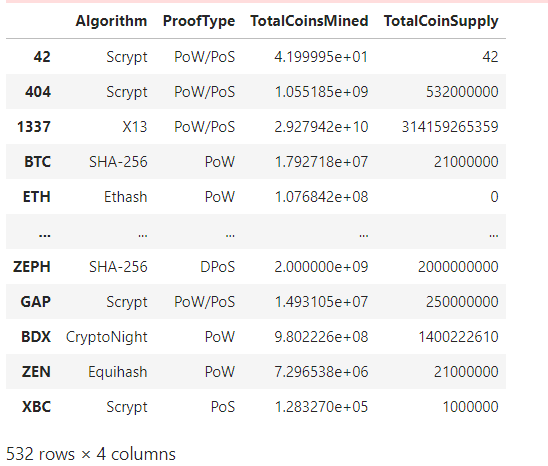 Algorithm ProofType TotalCoinsMined TotalCoinSupply
42 Scrypt PoW/PoS 4.199995e+01 42
404 Scrypt PoW/PoS 1.055185e+09 532000000
1337 X13 PoW/PoS 2.927942e+10 314159265359
BTC SHA-256 PoW 1.792718e+07 21000000
ETH Ethash PoW 1.076842e+08 0
... ... ... ... ...
ZEPH SHA-256 DPoS 2.000000e+09 2000000000
GAP Scrypt PoW/PoS 1.493105e+07 250000000
BDX CryptoNight PoW 9.802226e+08 1400222610
ZEN Equihash PoW 7.296538e+06 21000000
XBC Scrypt PoS 1.283270e+05 1000000
532 rows × 4 columns